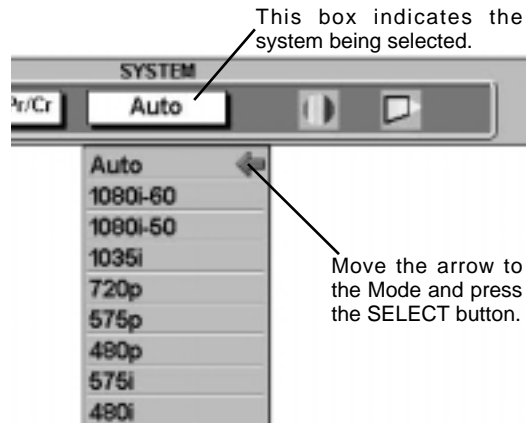 This box indicates the
system being selected.
SYSTEM
Pr/Cr
Auto
Auto
1080i-60
1080i-50
1035i
720p
575p
480p
575i
480i
Move the arrow to
the Mode and press
the SELECT button.